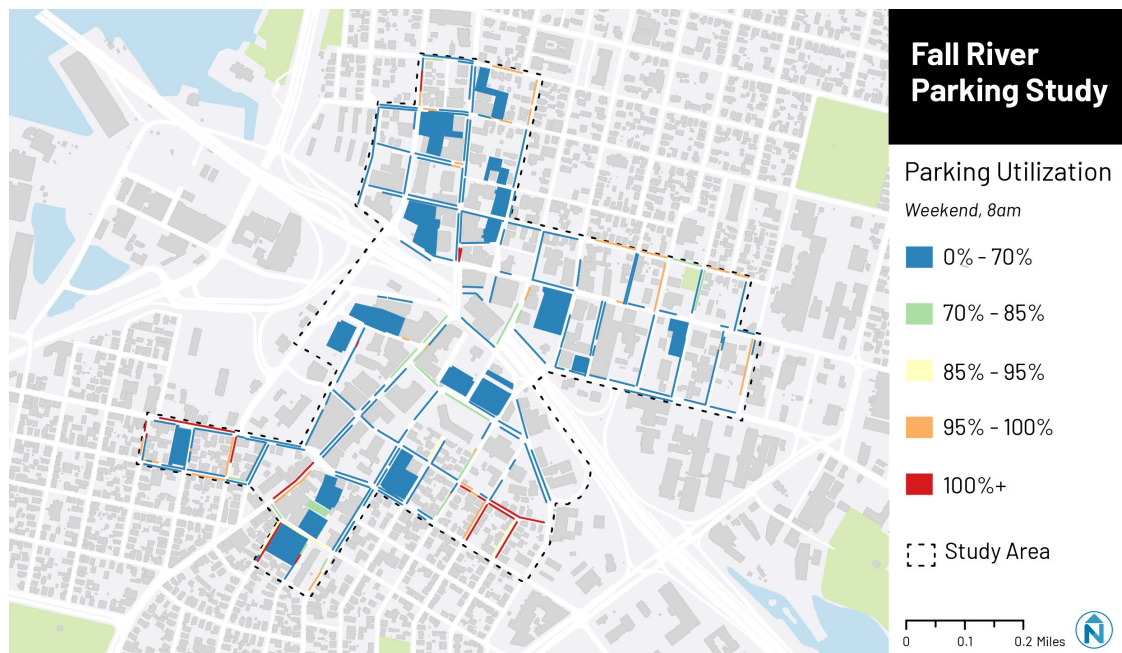 Fall River
Parking Study
Parking Utilization
Weekend, 8am
0% - 70%
70% - 85%
85% - 95%
95% - 100%
100%+
Study Area
0 0.1 0.2 Miles
N